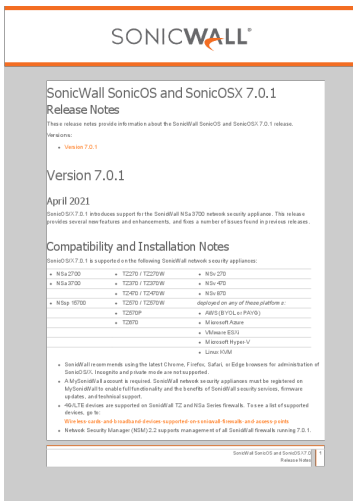 SONICWALL®
SonicWall SonicOS and SonicOSX 7.0.1
Release Notes
These release notes provide information about the SonicWall SonicOS and SonicOSX 7.0.1 release.
Versions:
• Version 7.0.1
Version 7.0.1
April 2021
SonicOS/X 7.0.1 introduces support for the SonicWall NSa 3700 network security appliance. This release
provides several new features and enhancements, and fixes a number of issues found in previous releases.
Compatibility and Installation Notes
SonicOS/X 7.0.1 is supported on the following SonicWall network security appliances:
• NSa 2700 • TZ270 / TZ270W • NSv 270
• NSa 3700 • TZ370 / TZ370W • NSv 470
• TZ470 / TZ470W • NSv 870
• NSsp 15700 • TZ570 / TZ570W deployed on any of these platforms:
• TZ570P • AWS (BYOL or PAYG)
• TZ670 • Microsoft Azure
• VMware ESXi
• Microsoft Hyper-V
• Linux KVM
• SonicWall recommends using the latest Chrome, Firefox, Safari, or Edge browsers for administration of
SonicOS/X. Incognito and private mode are not supported.
• A MySonicWall account is required. SonicWall network security appliances must be registered on
MySonicWall to enable full functionality and the benefits of SonicWall security services, firmware
updates, and technical support.
• 4G/LTE devices are supported on SonicWall TZ and NSa Series firewalls. To see a list of supported
devices, go to:
Wireless cards and broadband devices supported on sonicwall firewalls and access points
• Network Security Manager (NSM) 2.2 supports management of all SonicWall firewalls running 7.0.1.
SonicWall SonicOS and SonicOSX 7.0
Release Notes
1